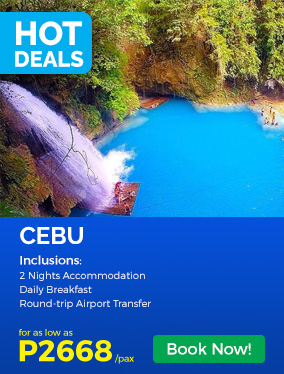 HOT
DEALS
CEBU
Inclusions:
2 Nights Accommodation
Daily Breakfast
Round-trip Airport Transfer
for as low as
P2668 /pax
Book Now!